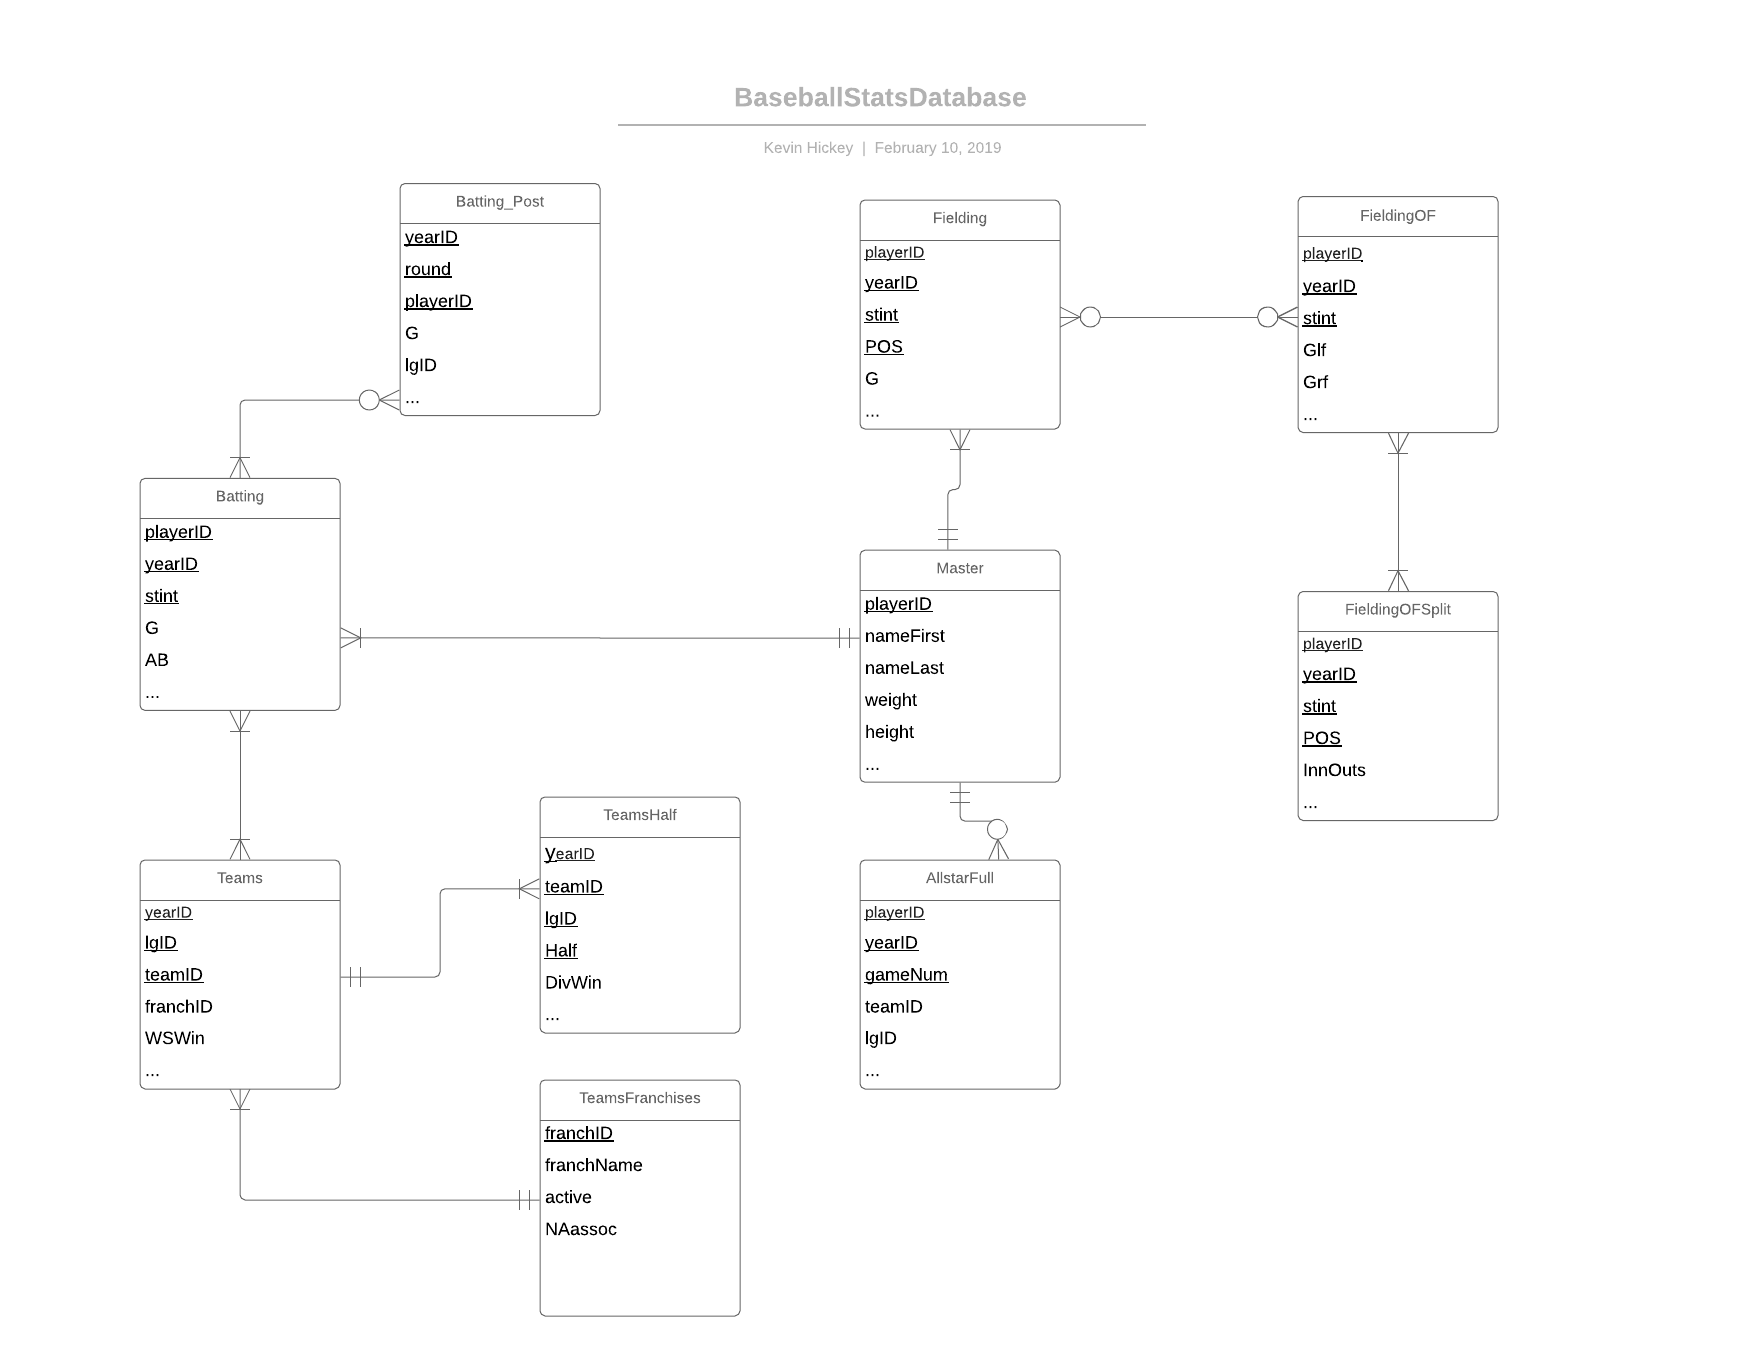 BaseballStatsDatabase
Kevin Hickey | February 10, 2019
Batting_Post
yearID
round
playerID
G
lgID
...
Fielding
playerID
yearID
stint
POS
G
...
FieldingOF
playerID
yearID
stint
Glf
Grf
...
Batting
playerID
yearID
stint
G
AB
...
Master
playerID
nameFirst
nameLast
weight
height
...
FieldingOFSplit
playerID
yearID
stint
POS
InnOuts
...
TeamsHalf
yearID
teamID
lgID
Half
DivWin
...
Teams
yearID
lgID
teamID
franchID
WSWin
...
AllstarFull
playerID
yearID
gameNum
teamID
lgID
...
TeamsFranchises
franchID
franchName
active
NAassoc